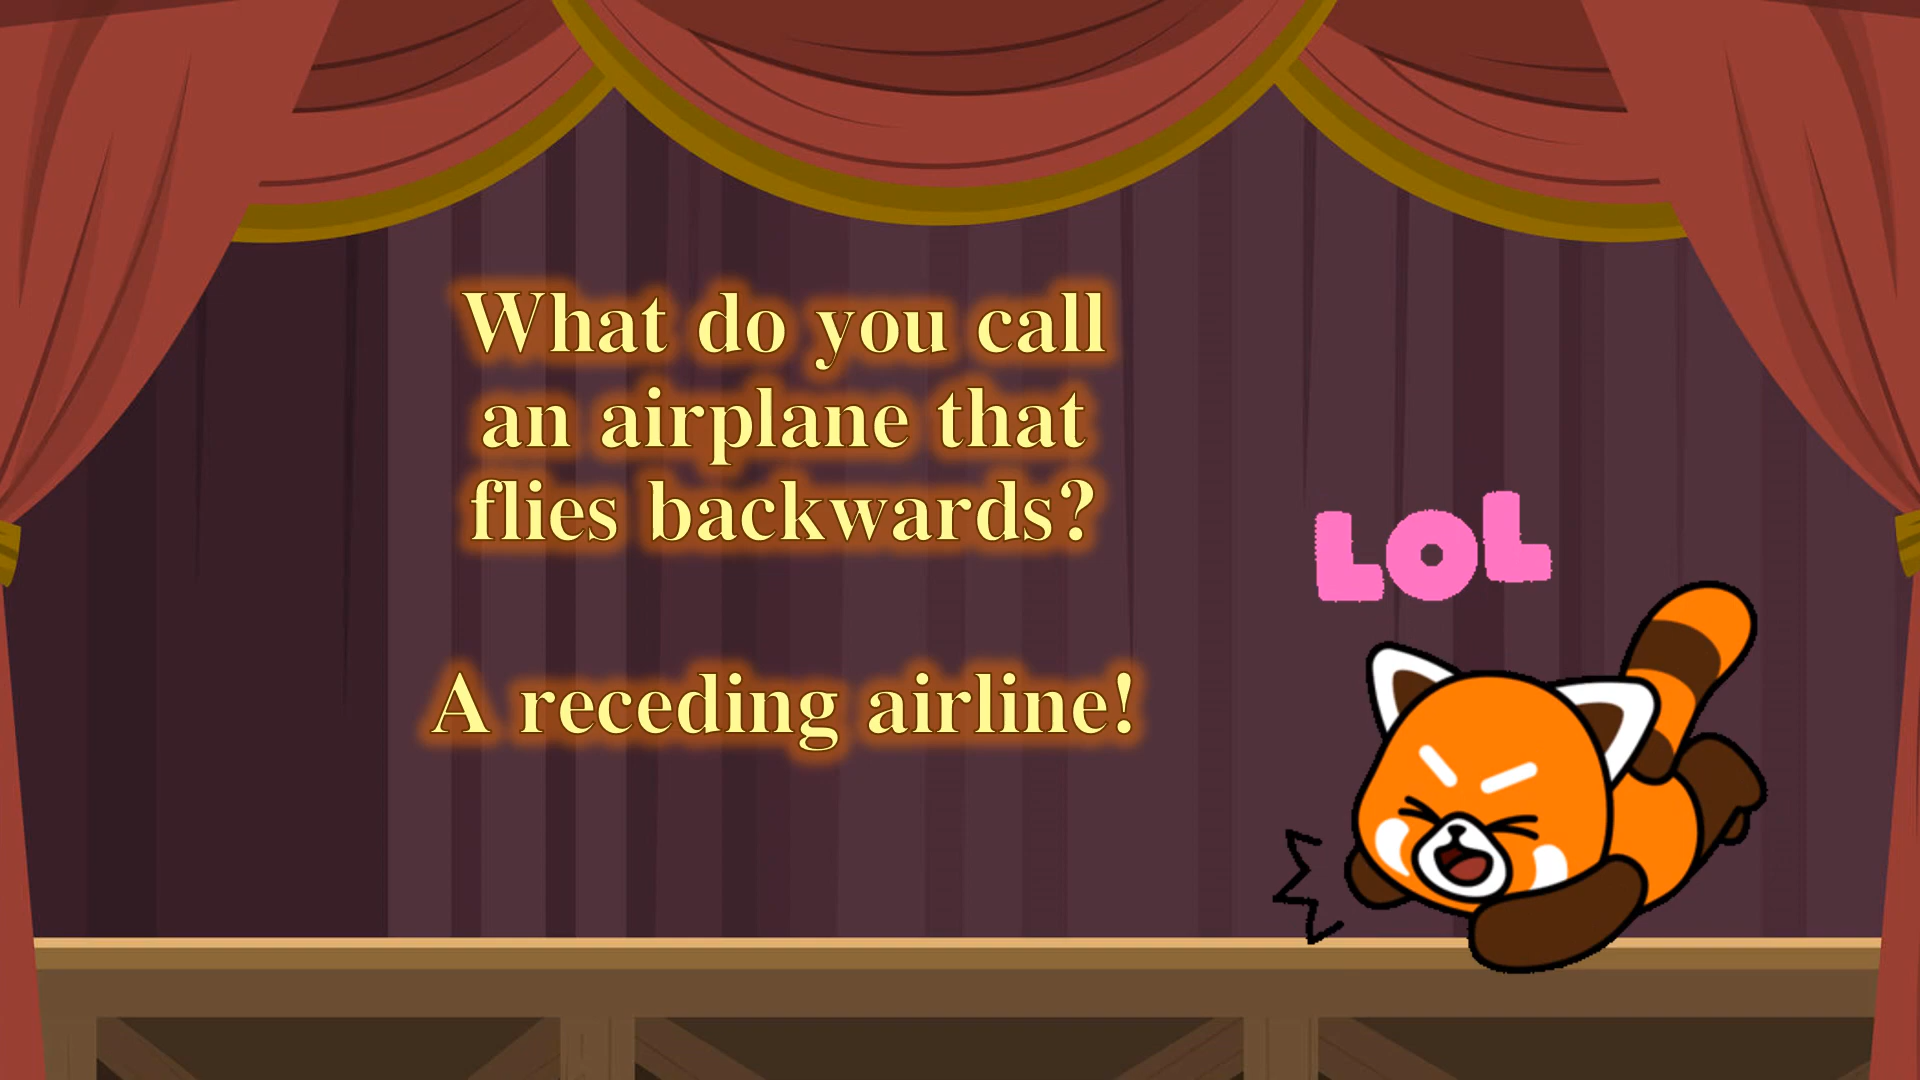 What do you call
an airplane that
flies backwards?
A receding airline!
LOL